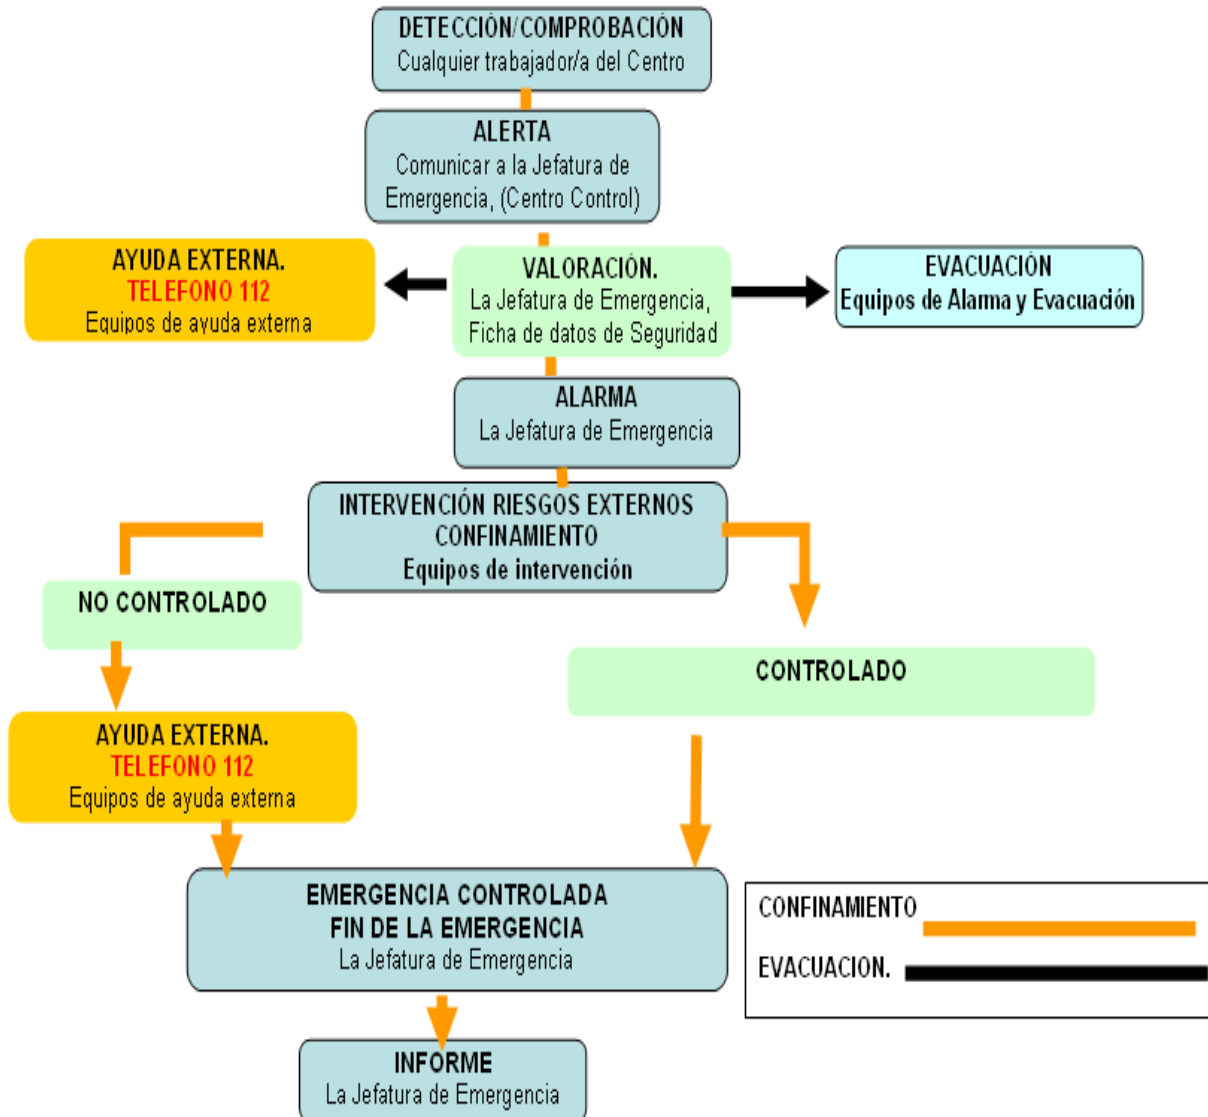 DETECCIÓN/COMPROBACIÓN
Cualquier trabajador/a del Centro
ALERTA
Comunicar a la Jefatura de
Emergencia, (Centro Control)
AYUDA EXTERNA.
TELEFONO 112
Equipos de ayuda externa
VALORACIÓN.
La Jefatura de Emergencia,
Ficha de datos de Seguridad
EVACUACIÓN
Equipos de Alarma y Evacuación
ALARMA
La Jefatura de Emergencia
INTERVENCIÓN RIESGOS EXTERNOS
CONFINAMIENTO
Equipos de intervención
NO CONTROLADO
CONTROLADO
AYUDA EXTERNA.
TELEFONO 112
Equipos de ayuda externa
EMERGENCIA CONTROLADA
FIN DE LA EMERGENCIA
La Jefatura de Emergencia
CONFINAMIENTO
EVACUACION.
INFORME
La Jefatura de Emergencia